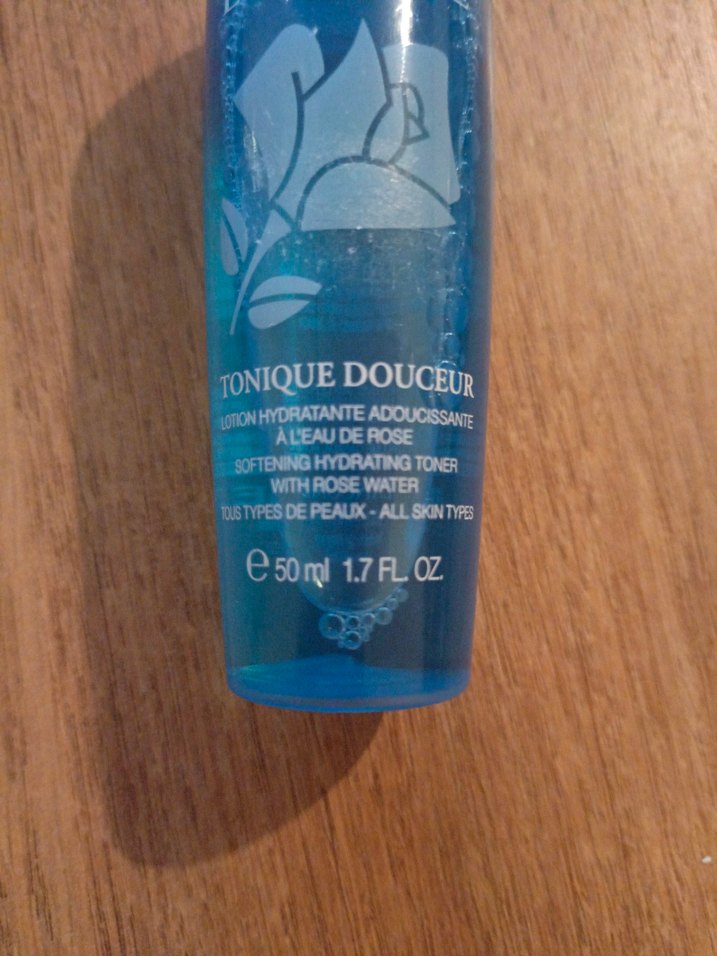 TONIQUE DOUCEUR
LOTION HYDRATANTE ADOUCISSANTE
À L'EAU DE ROSE
SOFTENING HYDRATING TONER
WITH ROSE WATER
TOUS TYPES DE PEAUX - ALL SKIN TYPES
e 50 ml 1.7 FL. OZ.